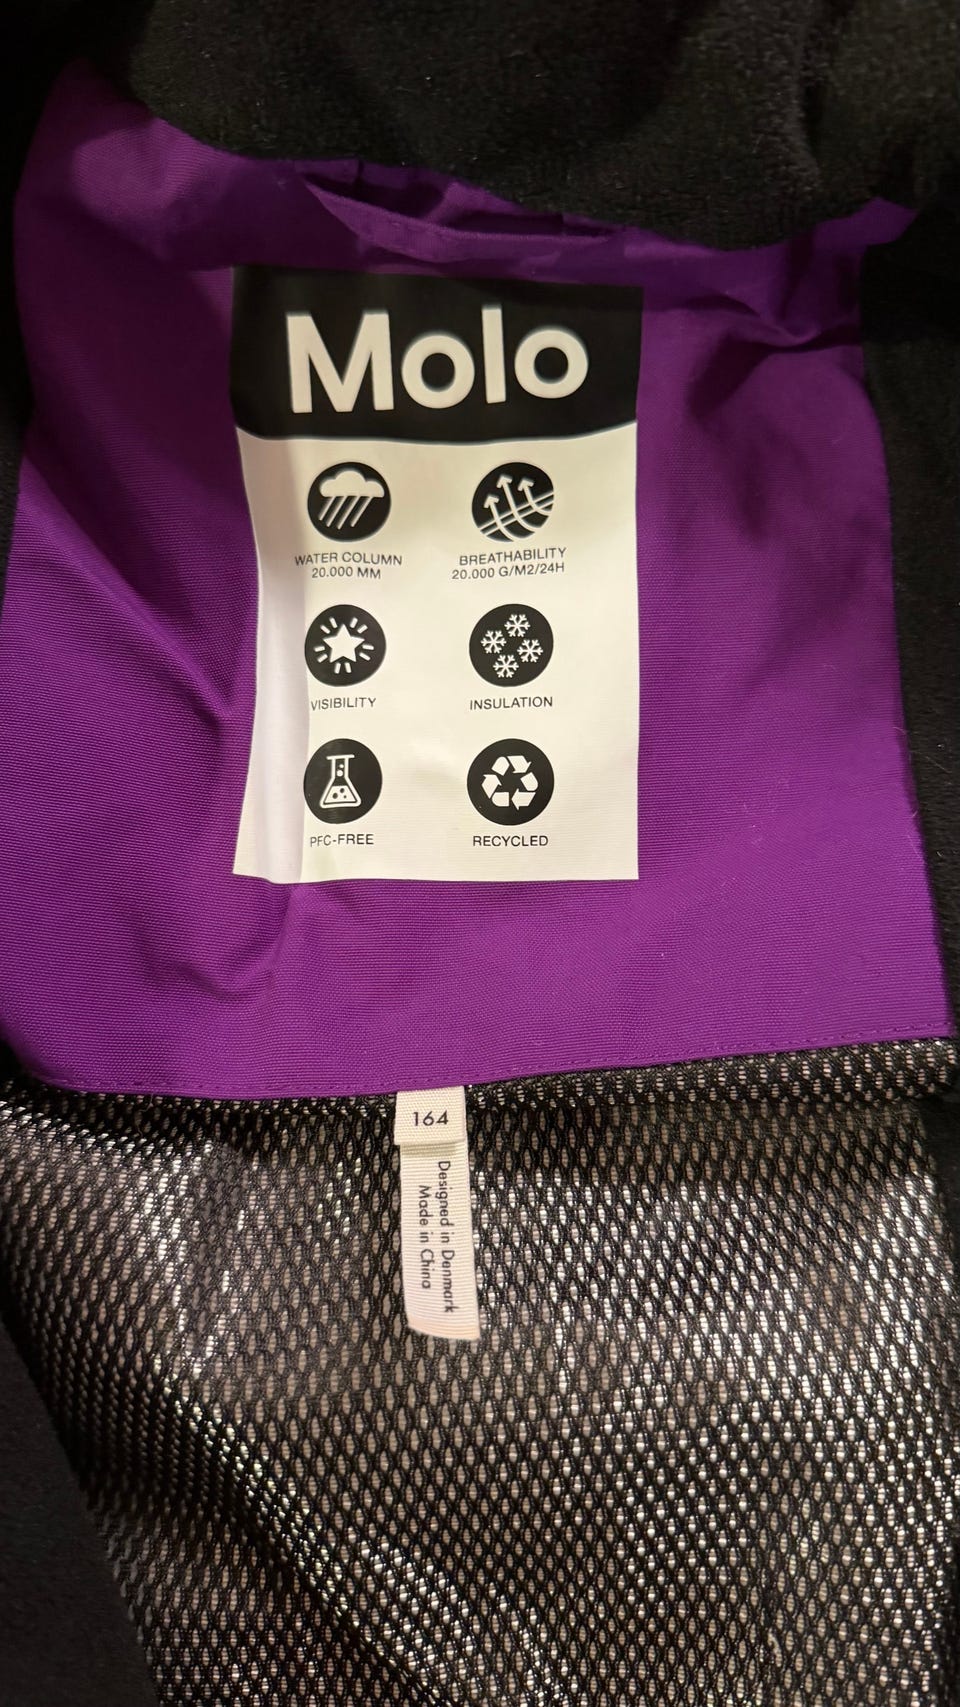 Molo
WATER COLUMN
20.000 MM
BREATHABILITY
20.000 G/M2/24H
VISIBILITY
INSULATION
PFC-FREE
RECYCLED
164
Designed in Denmark
Made in China